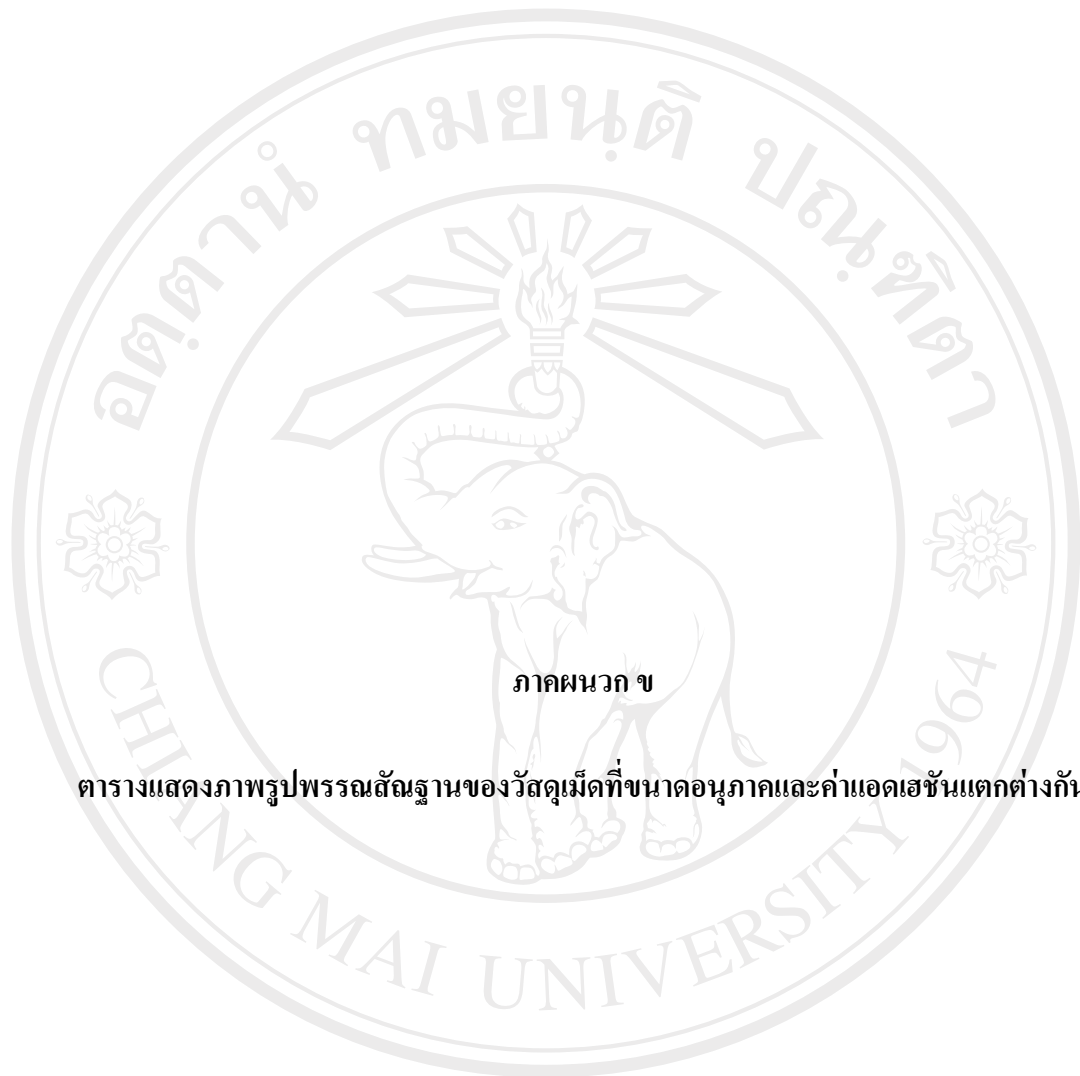 อตฺตานํ ทมยนฺติ ปณฺฑิตา
ภาคผนวก ข
ตารางแสดงภาพรูปพรรณสัณฐานของวัสดุเม็ดที่ขนาดอนุภาคและค่าแอดเฮชันแตกต่างกัน
CHIANG MAI UNIVERSITY 1964